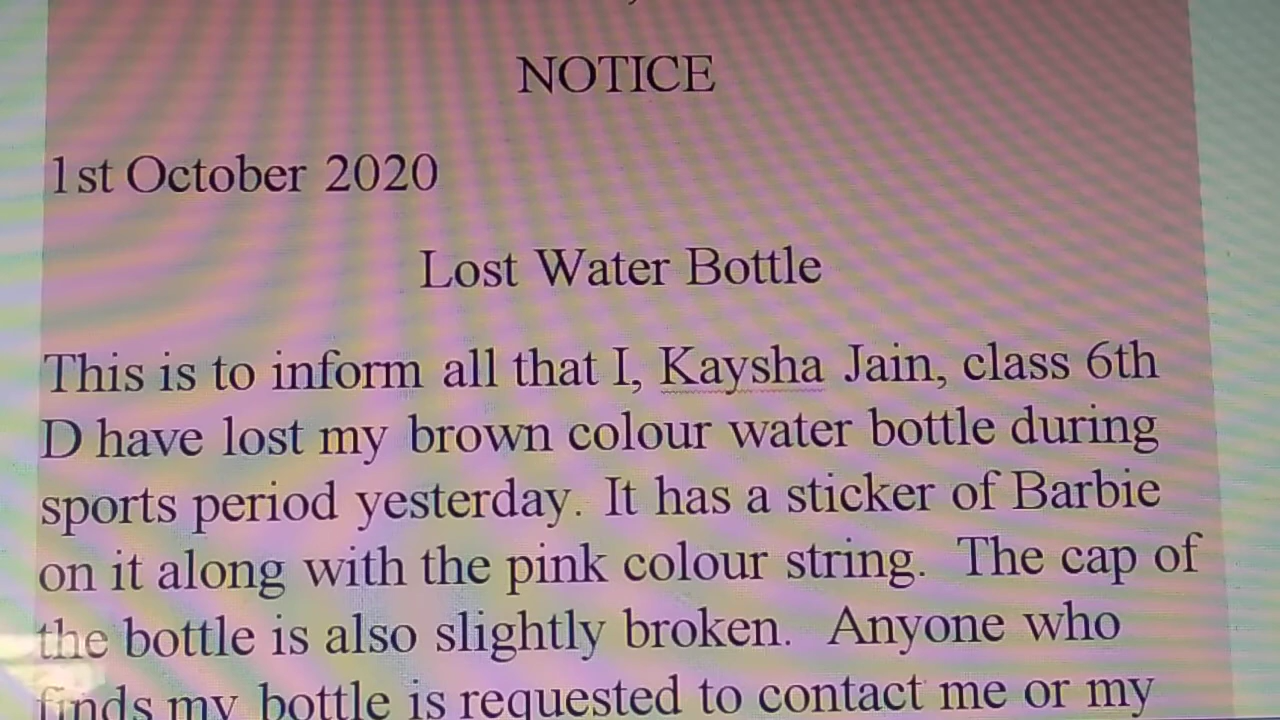 NOTICE
1st October 2020
Lost Water Bottle
This is to inform all that I, Kaysha Jain, class 6th
D have lost my brown colour water bottle during
sports period yesterday. It has a sticker of Barbie
on it along with the pink colour string. The cap of
the bottle is also slightly broken. Anyone who
finds my bottle is requested to contact me or my